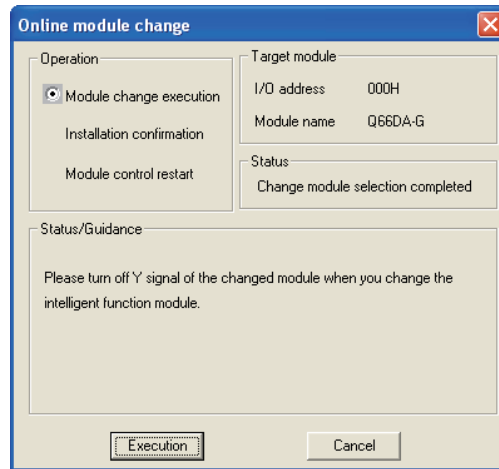 Online module change
Operation
Module change execution
Installation confirmation
Module control restart
Target module
I/O address 000H
Module name Q66DA-G
Status
Change module selection completed
Status/Guidance
Please turn off Y signal of the changed module when you change the
intelligent function module.
Execution Cancel